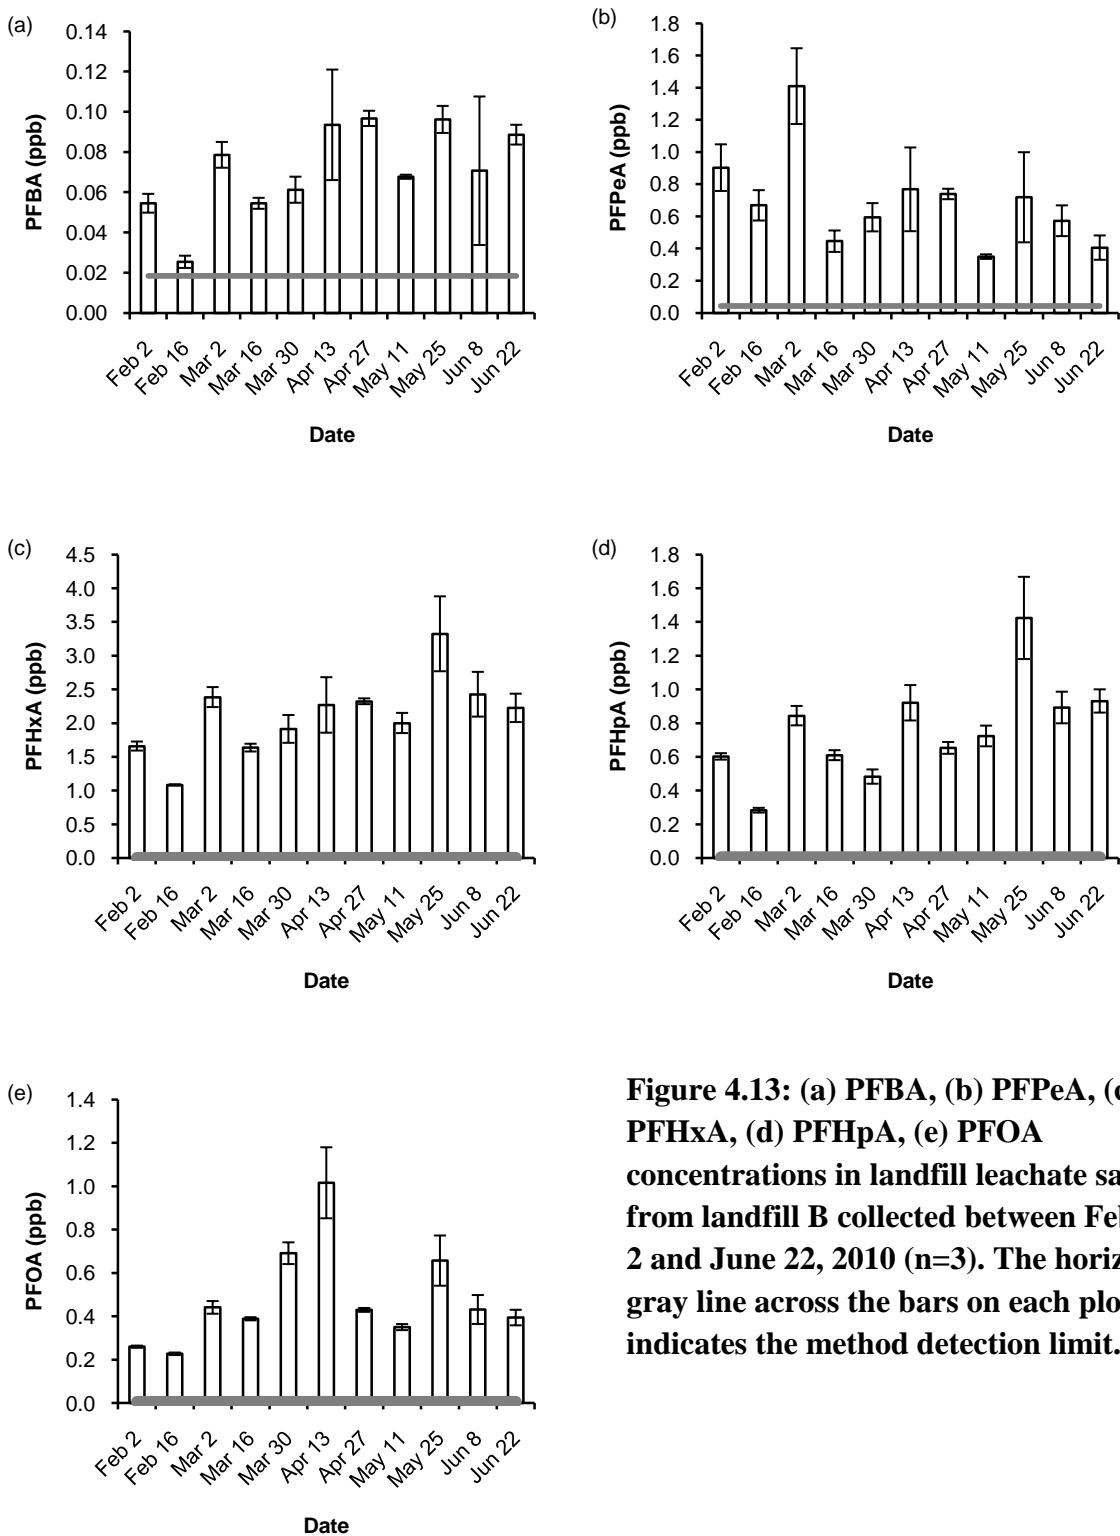 (a)
0.14
0.12
0.10
0.08
0.06
0.04
0.02
0.00
PFBA (ppb)
Feb 2
Feb 16
Mar 2
Mar 16
Mar 30
Apr 13
Apr 27
May 11
May 25
Jun 8
Jun 22
Date
(b)
1.8
1.6
1.4
1.2
1.0
0.8
0.6
0.4
0.2
0.0
PFPeA (ppb)
Feb 2
Feb 16
Mar 2
Mar 16
Mar 30
Apr 13
Apr 27
May 11
May 25
Jun 8
Jun 22
Date
(c)
4.5
4.0
3.5
3.0
2.5
2.0
1.5
1.0
0.5
0.0
PFHxA (ppb)
Feb 2
Feb 16
Mar 2
Mar 16
Mar 30
Apr 13
Apr 27
May 11
May 25
Jun 8
Jun 22
Date
(d)
1.8
1.6
1.4
1.2
1.0
0.8
0.6
0.4
0.2
0.0
PFHpA (ppb)
Feb 2
Feb 16
Mar 2
Mar 16
Mar 30
Apr 13
Apr 27
May 11
May 25
Jun 8
Jun 22
Date
(e)
1.4
1.2
1.0
0.8
0.6
0.4
0.2
0.0
PFOA (ppb)
Feb 2
Feb 16
Mar 2
Mar 16
Mar 30
Apr 13
Apr 27
May 11
May 25
Jun 8
Jun 22
Date
Figure 4.13: (a) PFBA, (b) PFPeA,
PFHxA, (d) PFHpA, (e) PFOA
concentrations in landfill leachate
from landfill B collected between
2 and June 22, 2010 (n=3). The
gray line across the bars on each
indicates the method detection limit.